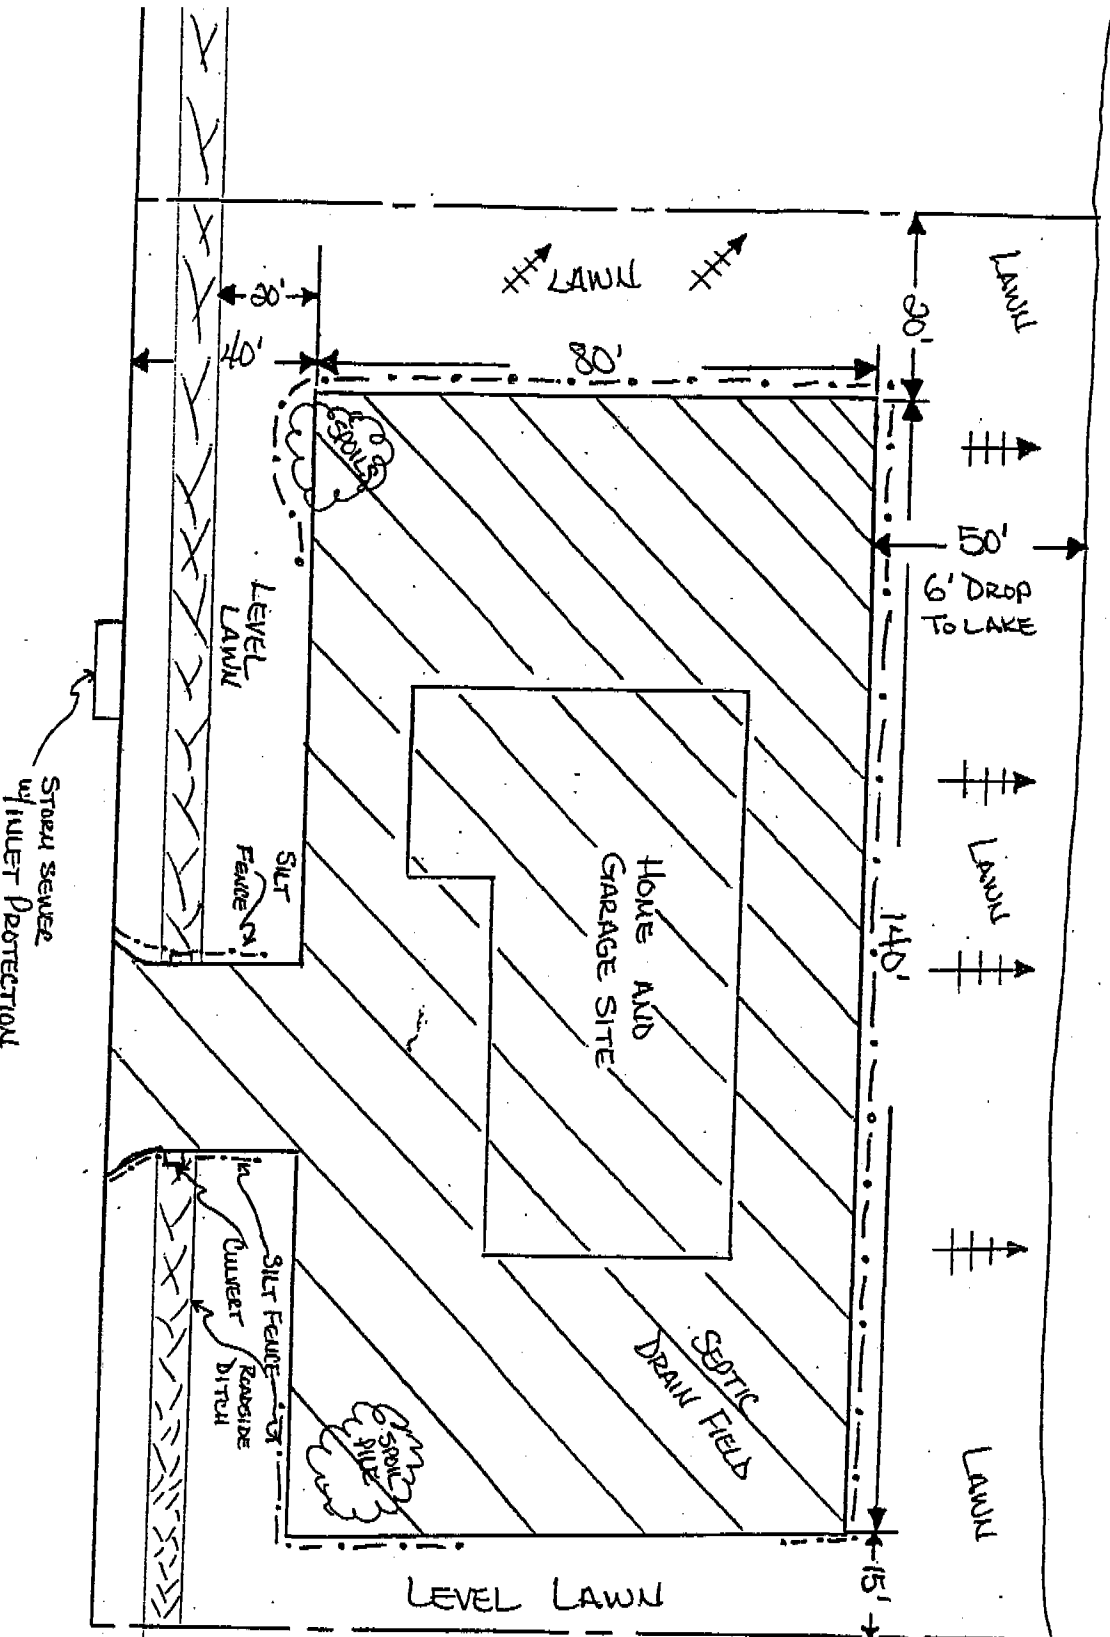 LAWN
LAWN
20'
20'
40'
80'
SPOILS
50'
6' DROP
TO LAKE
LEVEL
LAWN
STORM SEWER
W/INLET PROTECTION
SILT
FENCE
HOME AND
GARAGE SITE
140'
LAWN
SILT FENCE
CULVERT
ROADSIDE
DITCH
SPOIL
PILE
SEPTIC
DRAIN FIELD
LAWN
LEVEL LAWN
15'